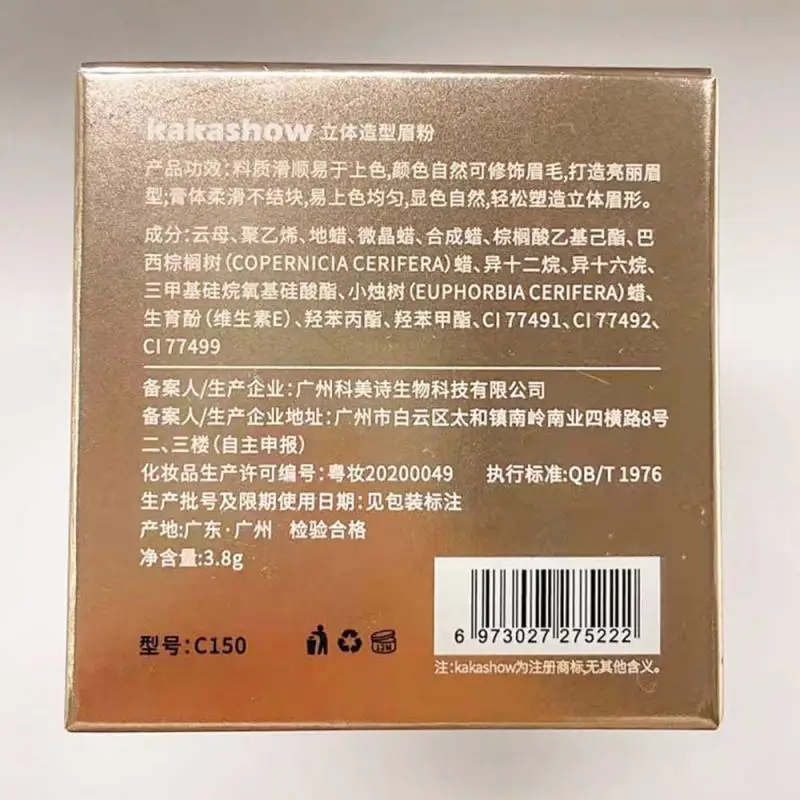 kakashow 立体造型眉粉
产品功效:料质滑顺易于上色,颜色自然可修饰眉毛,打造亮丽眉
型;膏体柔滑不结块,易上色均匀,显色自然,轻松塑造立体眉形。
成分:云母、聚乙烯、地蜡、微晶蜡、合成蜡、棕榈酸乙基己酯、巴
西棕榈树(COPERNICIA CERIFERA)蜡、异十二烷、异十六烷、
三甲基硅烷氧基硅酸酯、小烛树(EUPHORBIA CERIFERA)蜡、
生育酚(维生素E)、羟苯丙酯、羟苯甲酯、CI 77491、CI 77492、
CI 77499
备案人/生产企业:广州科美诗生物科技有限公司
备案人/生产企业地址:广州市白云区太和镇南岭南业四横路8号
二、三楼(自主申报)
化妆品生产许可编号:粤妆20200049 执行标准:QB/T 1976
生产批号及限期使用日期:见包装标注
产地:广东·广州 检验合格
净含量:3.8g
型号:C150
12M
6 973027 275222
注:kakashow为注册商标,无其他含义。